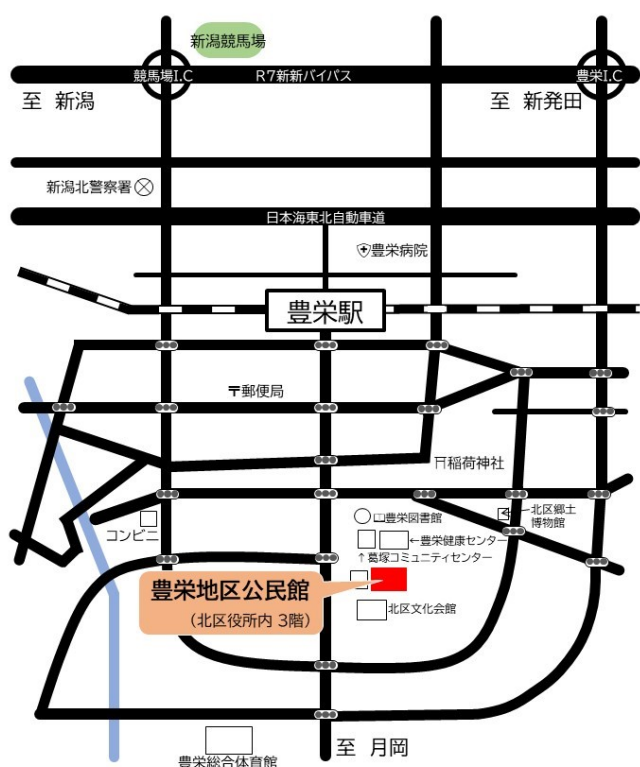 新潟競馬場
競馬場I.C
R7新新バイパス
豊栄I.C
至 新潟
至 新発田
新潟北警察署
日本海東北自動車道
豊栄病院
豊栄駅
〒郵便局
稲荷神社
コンビニ
豊栄図書館
←北区郷土
博物館
←豊栄健康センター
↑葛塚コミュニティセンター
豊栄地区公民館
(北区役所内 3階)
北区文化会館
至 月岡
豊栄総合体育館